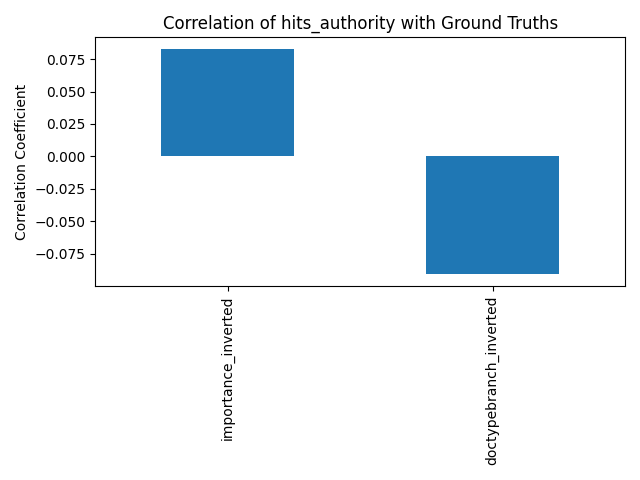 Correlation of hits_authority with Ground Truths
Correlation Coefficient
0.075
0.050
0.025
0.000
−0.025
−0.050
−0.075
importance_inverted
doctypebranch_inverted